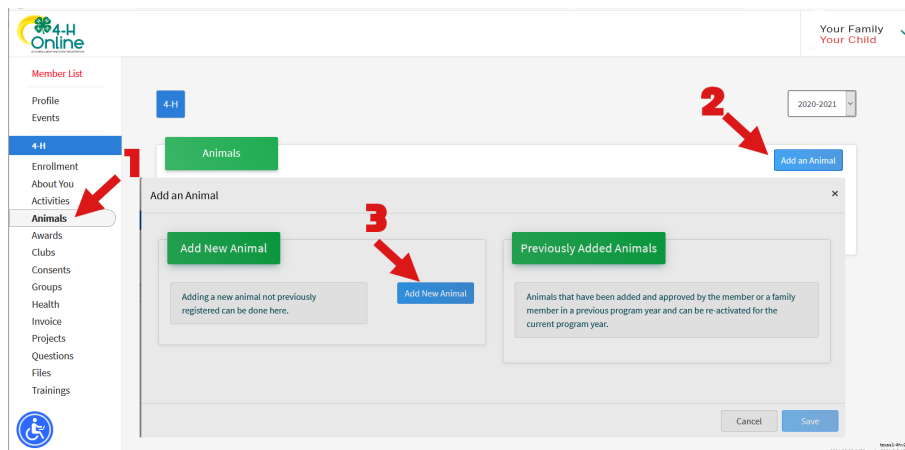 4-H
Online
Your Family
Your Child
Member List
Profile
Events
4-H
Enrollment
About You
Activities
Animals
Awards
Clubs
Consents
Groups
Health
Invoice
Projects
Questions
Files
Trainings
1
4-H
2
2020-2021
Animals
Add an Animal
Add an Animal
×
3
Add New Animal
Adding a new animal not previously
registered can be done here.
Add New Animal
Previously Added Animals
Animals that have been added and approved by the member or a family
member in a previous program year and can be re-activated for the
current program year.
Cancel
Save